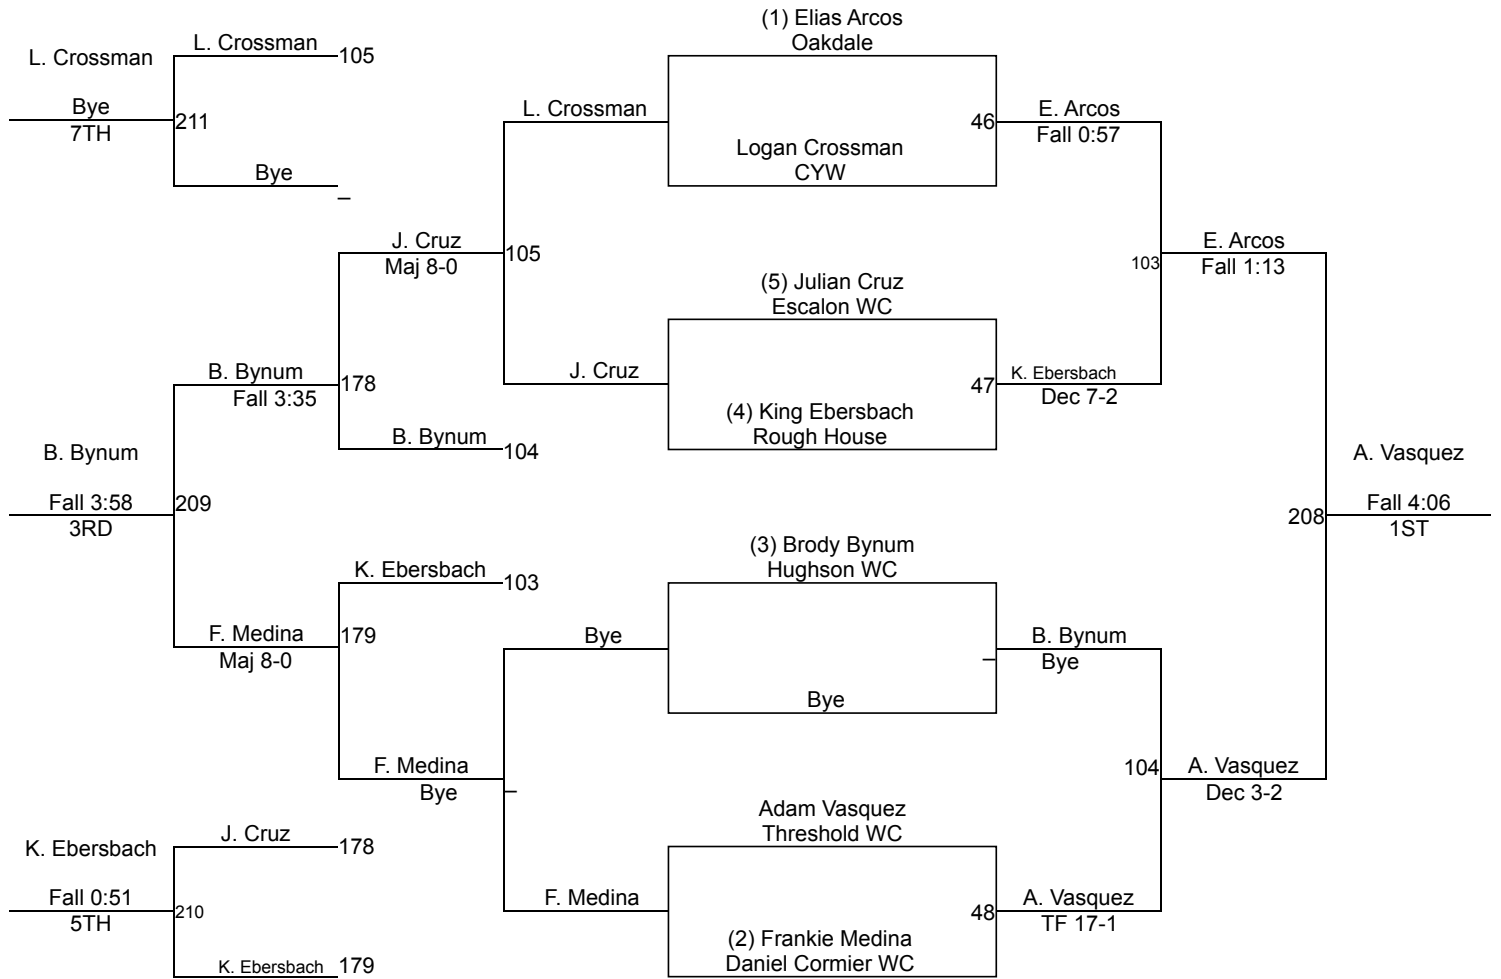 (1) Elias Arcos
Oakdale
L. Crossman
105
L. Crossman
Bye
7TH
211
L. Crossman
46
E. Arcos
Fall 0:57
Logan Crossman
CYW
Bye
–
J. Cruz
Maj 8-0
105
103
E. Arcos
Fall 1:13
(5) Julian Cruz
Escalon WC
B. Bynum
Fall 3:35
178
J. Cruz
47
K. Ebersbach
Dec 7-2
(4) King Ebersbach
Rough House
B. Bynum
104
B. Bynum
Fall 3:58
3RD
209
A. Vasquez
Fall 4:06
1ST
208
(3) Brody Bynum
Hughson WC
K. Ebersbach
103
F. Medina
Maj 8-0
179
Bye
B. Bynum
Bye
–
Bye
F. Medina
Bye
–
104
A. Vasquez
Dec 3-2
Adam Vasquez
Threshold WC
J. Cruz
178
K. Ebersbach
Fall 0:51
5TH
210
F. Medina
48
A. Vasquez
TF 17-1
(2) Frankie Medina
Daniel Cormier WC
K. Ebersbach
179